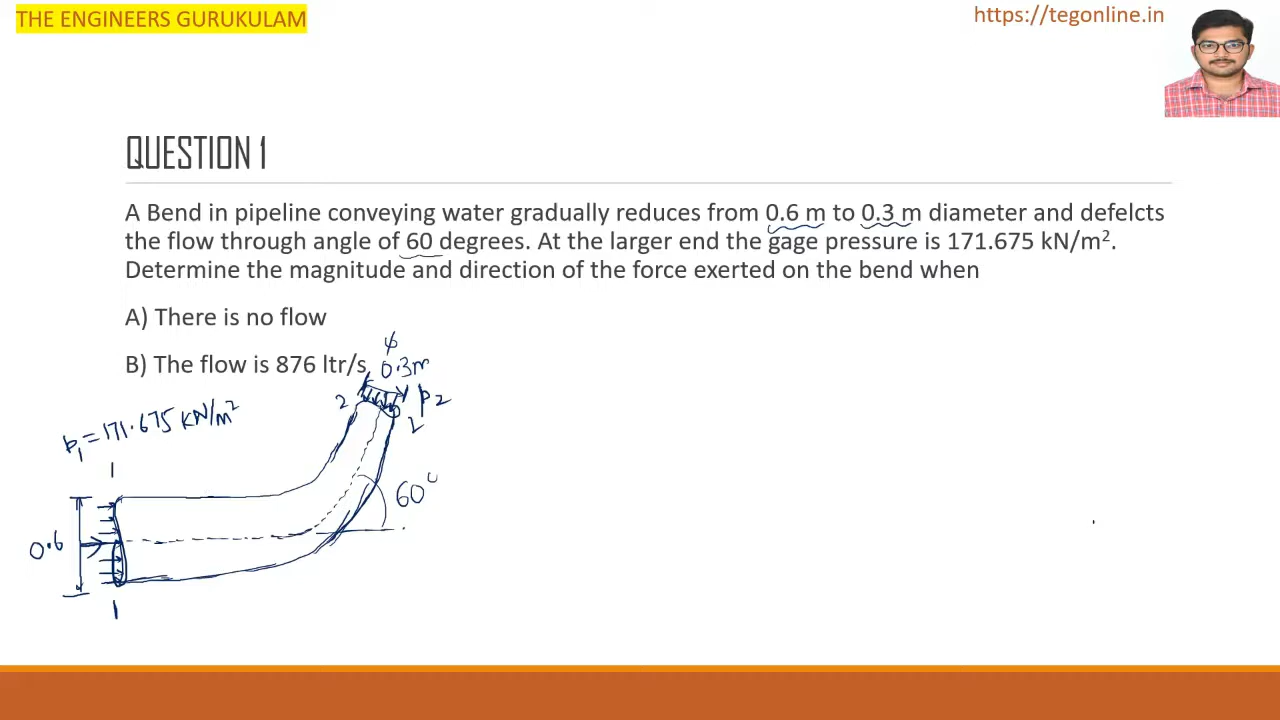 THE ENGINEERS GURUKULAM
https://tegonline.in
QUESTION 1
A Bend in pipeline conveying water gradually reduces from 0.6 m to 0.3 m diameter and defelcts
the flow through angle of 60 degrees. At the larger end the gage pressure is 171.675 kN/m².
Determine the magnitude and direction of the force exerted on the bend when
A) There is no flow
B) The flow is 876 ltr/s
ϕ
0.3m
2
p2
2
p1 = 171.675 KN/m²
1
60°
0.6
1